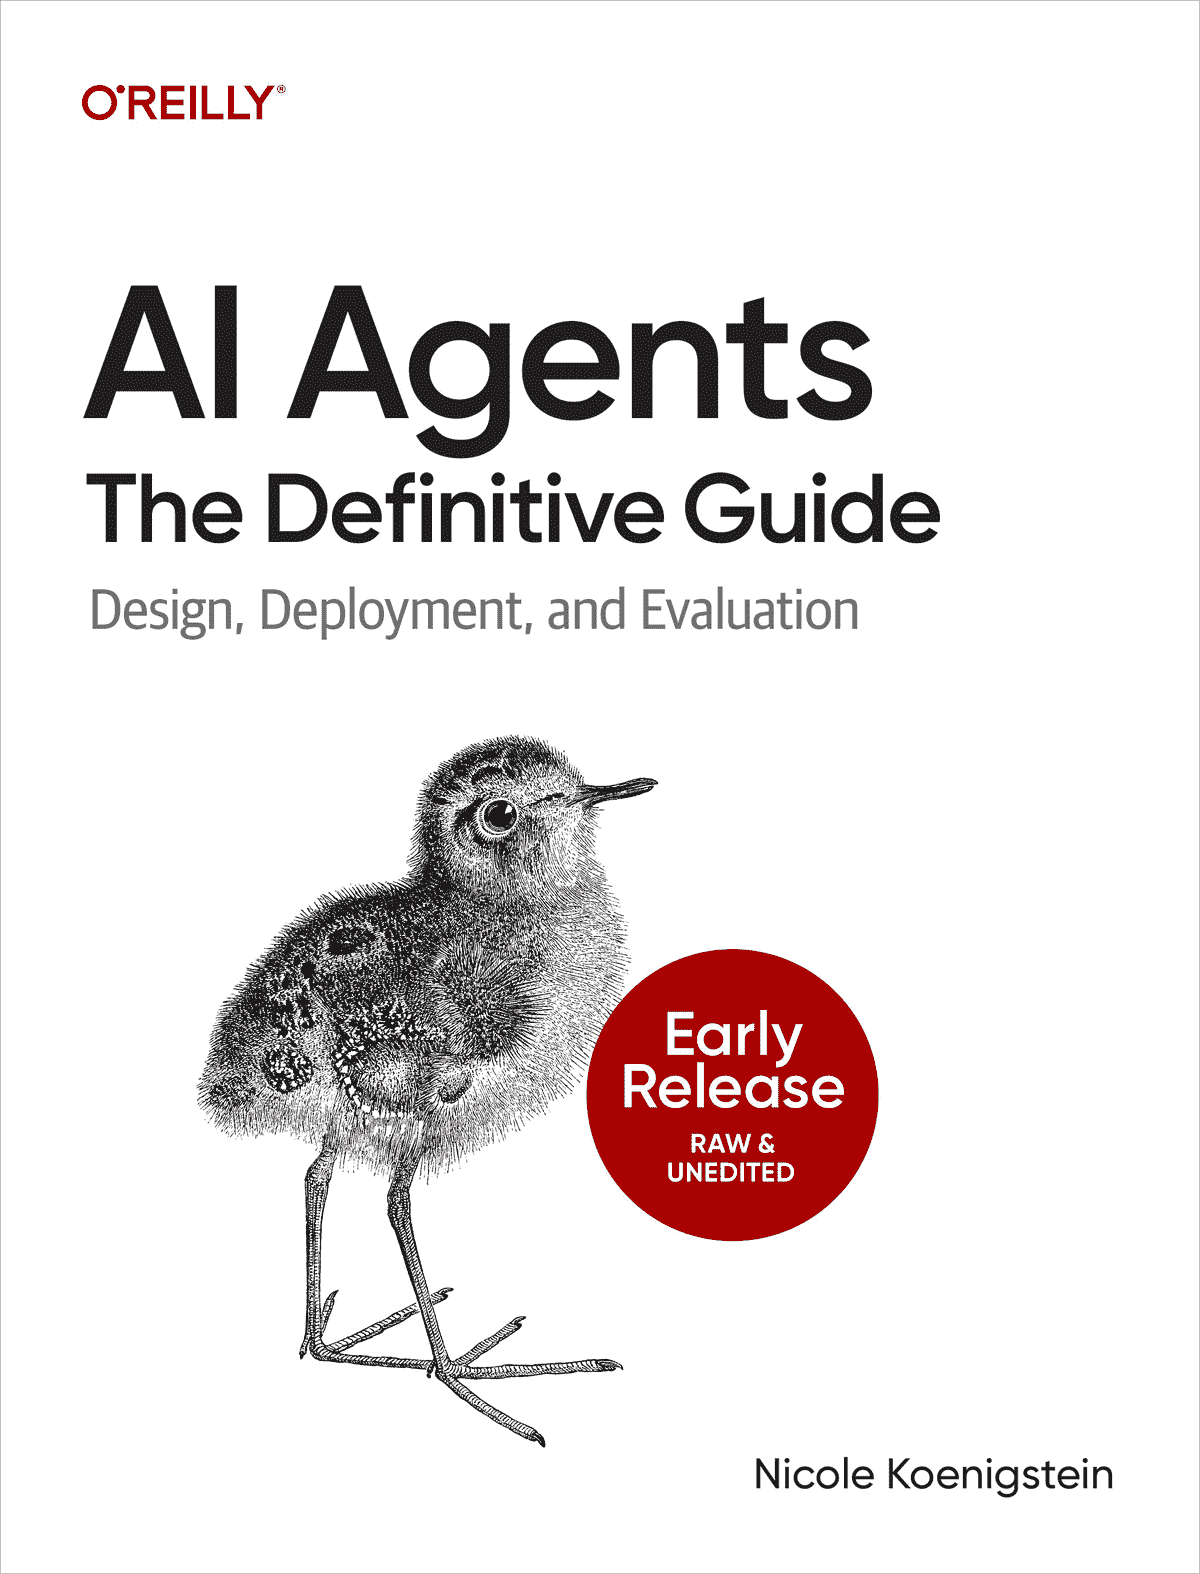 O'REILLY®
AI Agents
The Definitive Guide
Design, Deployment, and Evaluation
Early
Release
RAW &
UNEDITED
Nicole Koenigstein